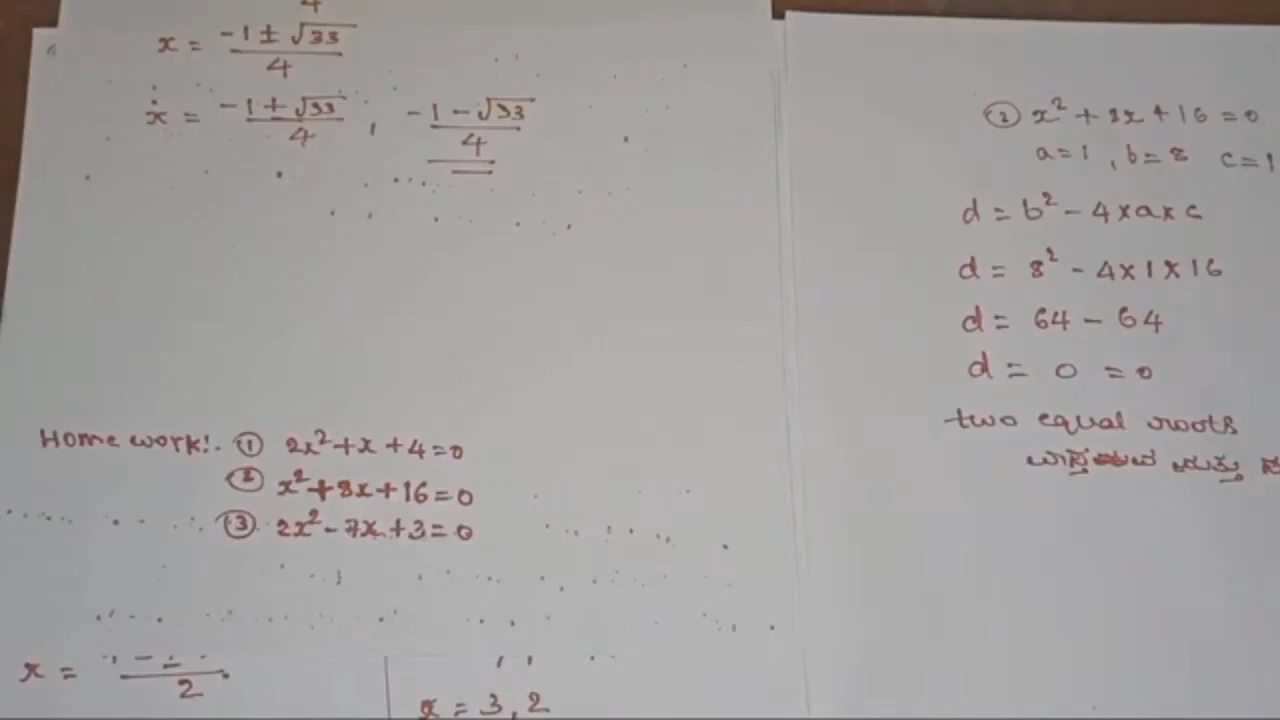 x = -1 ± √33 / 4
x = -1 + √33 / 4 , -1 - √33 / 4
Home work!. ① 2x² + x + 4 = 0
② x² + 8x + 16 = 0
③ 2x² - 7x + 3 = 0
x = 2
x = 3, 2
② x² + 8x + 16 = 0
a = 1 , b = 8 c = 1
d = b² - 4 × a × c
d = 8² - 4 × 1 × 16
d = 64 - 64
d = 0 = 0
two equal roots
ಮತ್ತು